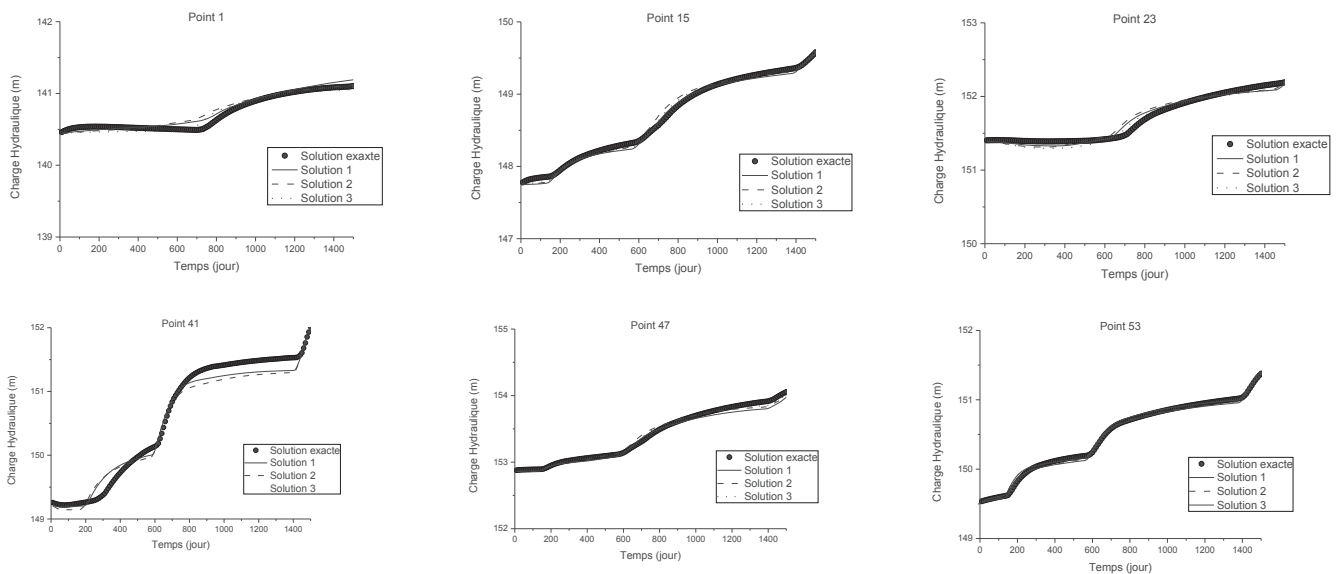 Point 1
142
141
140
139
Charge Hydraulique (m)
0 200 400 600 800 1000 1200 1400
Temps (jour)
Solution exaxte
Solution 1
Solution 2
Solution 3
Point 15
150
149
148
147
Charge Hydraulique (m)
0 200 400 600 800 1000 1200 1400
Temps (jour)
Solution exacte
Solution 1
Solution 2
Solution 3
Point 23
153
152
151
150
Charge Hydraulique (m)
0 200 400 600 800 1000 1200 1400
Temps (jour)
Solution exacte
Solution 1
Solution 2
Solution 3
Point 41
152
151
150
149
Charge Hydraulique (m)
0 200 400 600 800 1000 1200 1400
Temps (jour)
Solution exacte
Solution 1
Solution 2
Solution 3
Point 47
155
154
153
152
Charge Hydraulique (m)
0 200 400 600 800 1000 1200 1400
Temps (jour)
Solution exacte
Solution 1
Solution 2
Solution 3
Point 53
152
151
150
149
Charge Hydraulique (m)
0 200 400 600 800 1000 1200 1400
Temps (jour)
Solution exacte
Solution 1
Solution 2
Solution 3